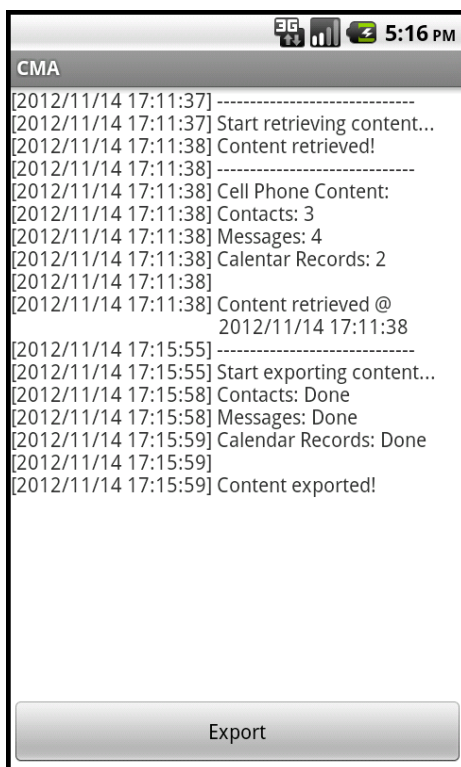 3G 5:16 PM
CMA
[2012/11/14 17:11:37] ------------------------------
[2012/11/14 17:11:37] Start retrieving content...
[2012/11/14 17:11:38] Content retrieved!
[2012/11/14 17:11:38] ------------------------------
[2012/11/14 17:11:38] Cell Phone Content:
[2012/11/14 17:11:38] Contacts: 3
[2012/11/14 17:11:38] Messages: 4
[2012/11/14 17:11:38] Calentar Records: 2
[2012/11/14 17:11:38]
[2012/11/14 17:11:38] Content retrieved @
2012/11/14 17:11:38
[2012/11/14 17:15:55] ------------------------------
[2012/11/14 17:15:55] Start exporting content...
[2012/11/14 17:15:58] Contacts: Done
[2012/11/14 17:15:58] Messages: Done
[2012/11/14 17:15:59] Calendar Records: Done
[2012/11/14 17:15:59]
[2012/11/14 17:15:59] Content exported!
Export